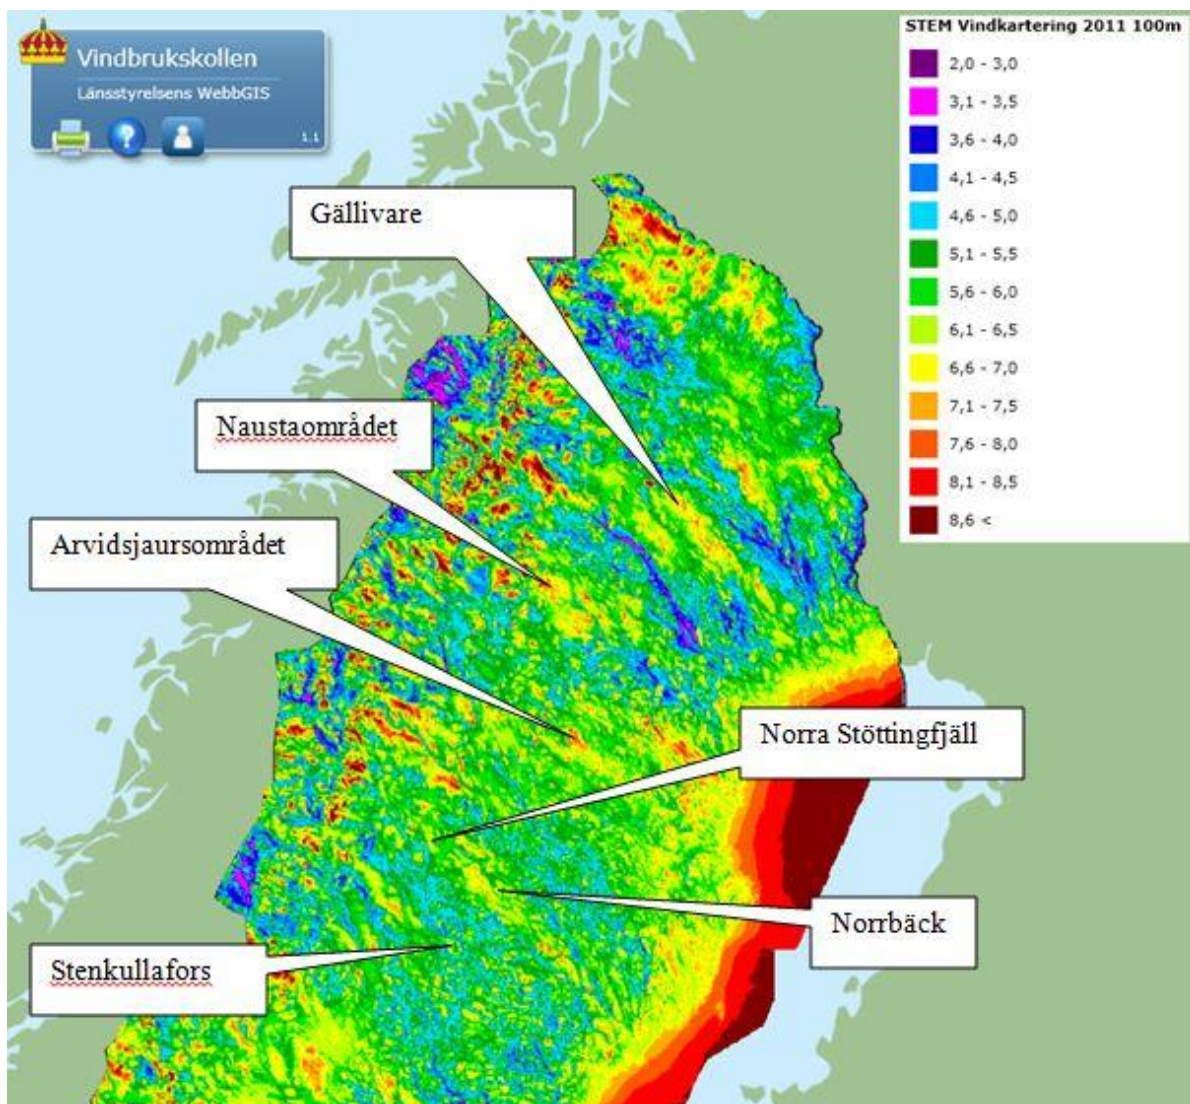 Vindbrukskollen
Länsstyrelsens WebbGIS
1.1
STEM Vindkartering 2011 100m
2,0 - 3,0
3,1 - 3,5
3,6 - 4,0
4,1 - 4,5
4,6 - 5,0
5,1 - 5,5
5,6 - 6,0
6,1 - 6,5
6,6 - 7,0
7,1 - 7,5
7,6 - 8,0
8,1 - 8,5
8,6 <
Gällivare
Naustaområdet
Arvidsjaursområdet
Norra Stöttingfjäll
Norrbäck
Stenkullafors